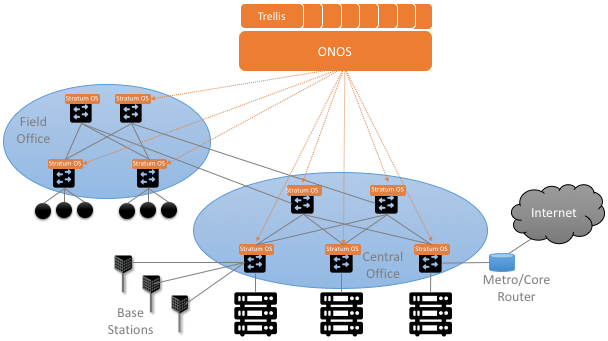 Trellis
ONOS
Stratum OS
Stratum OS
Field
Office
Stratum OS
Stratum OS
Stratum OS
Stratum OS
Internet
Stratum OS
Stratum OS
Stratum OS
Central
Office
Metro/Core
Router
Base
Stations